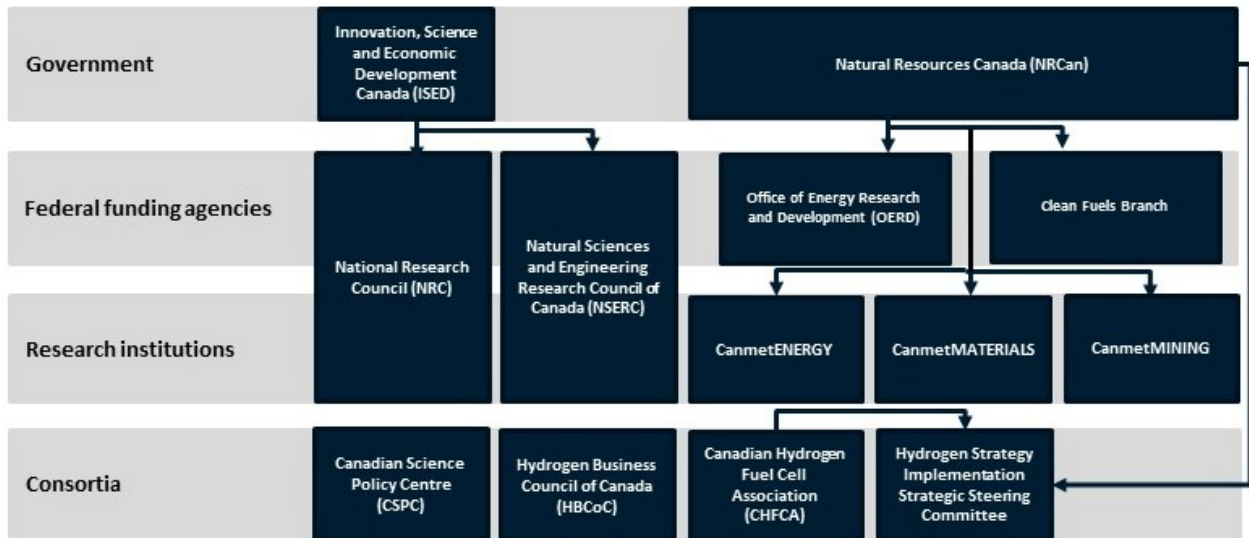 Government
Innovation, Science
and Economic
Development
Canada (ISED)
Natural Resources Canada (NRCan)
Federal funding agencies
National Research
Council (NRC)
Natural Sciences
and Engineering
Research Council of
Canada (NSERC)
Office of Energy Research
and Development (OERD)
Clean Fuels Branch
Research institutions
CanmetENERGY
CanmetMATERIALS
CanmetMINING
Consortia
Canadian Science
Policy Centre
(CSPC)
Hydrogen Business
Council of Canada
(HBCoC)
Canadian Hydrogen
Fuel Cell
Association
(CHFCA)
Hydrogen Strategy
Implementation
Strategic Steering
Committee